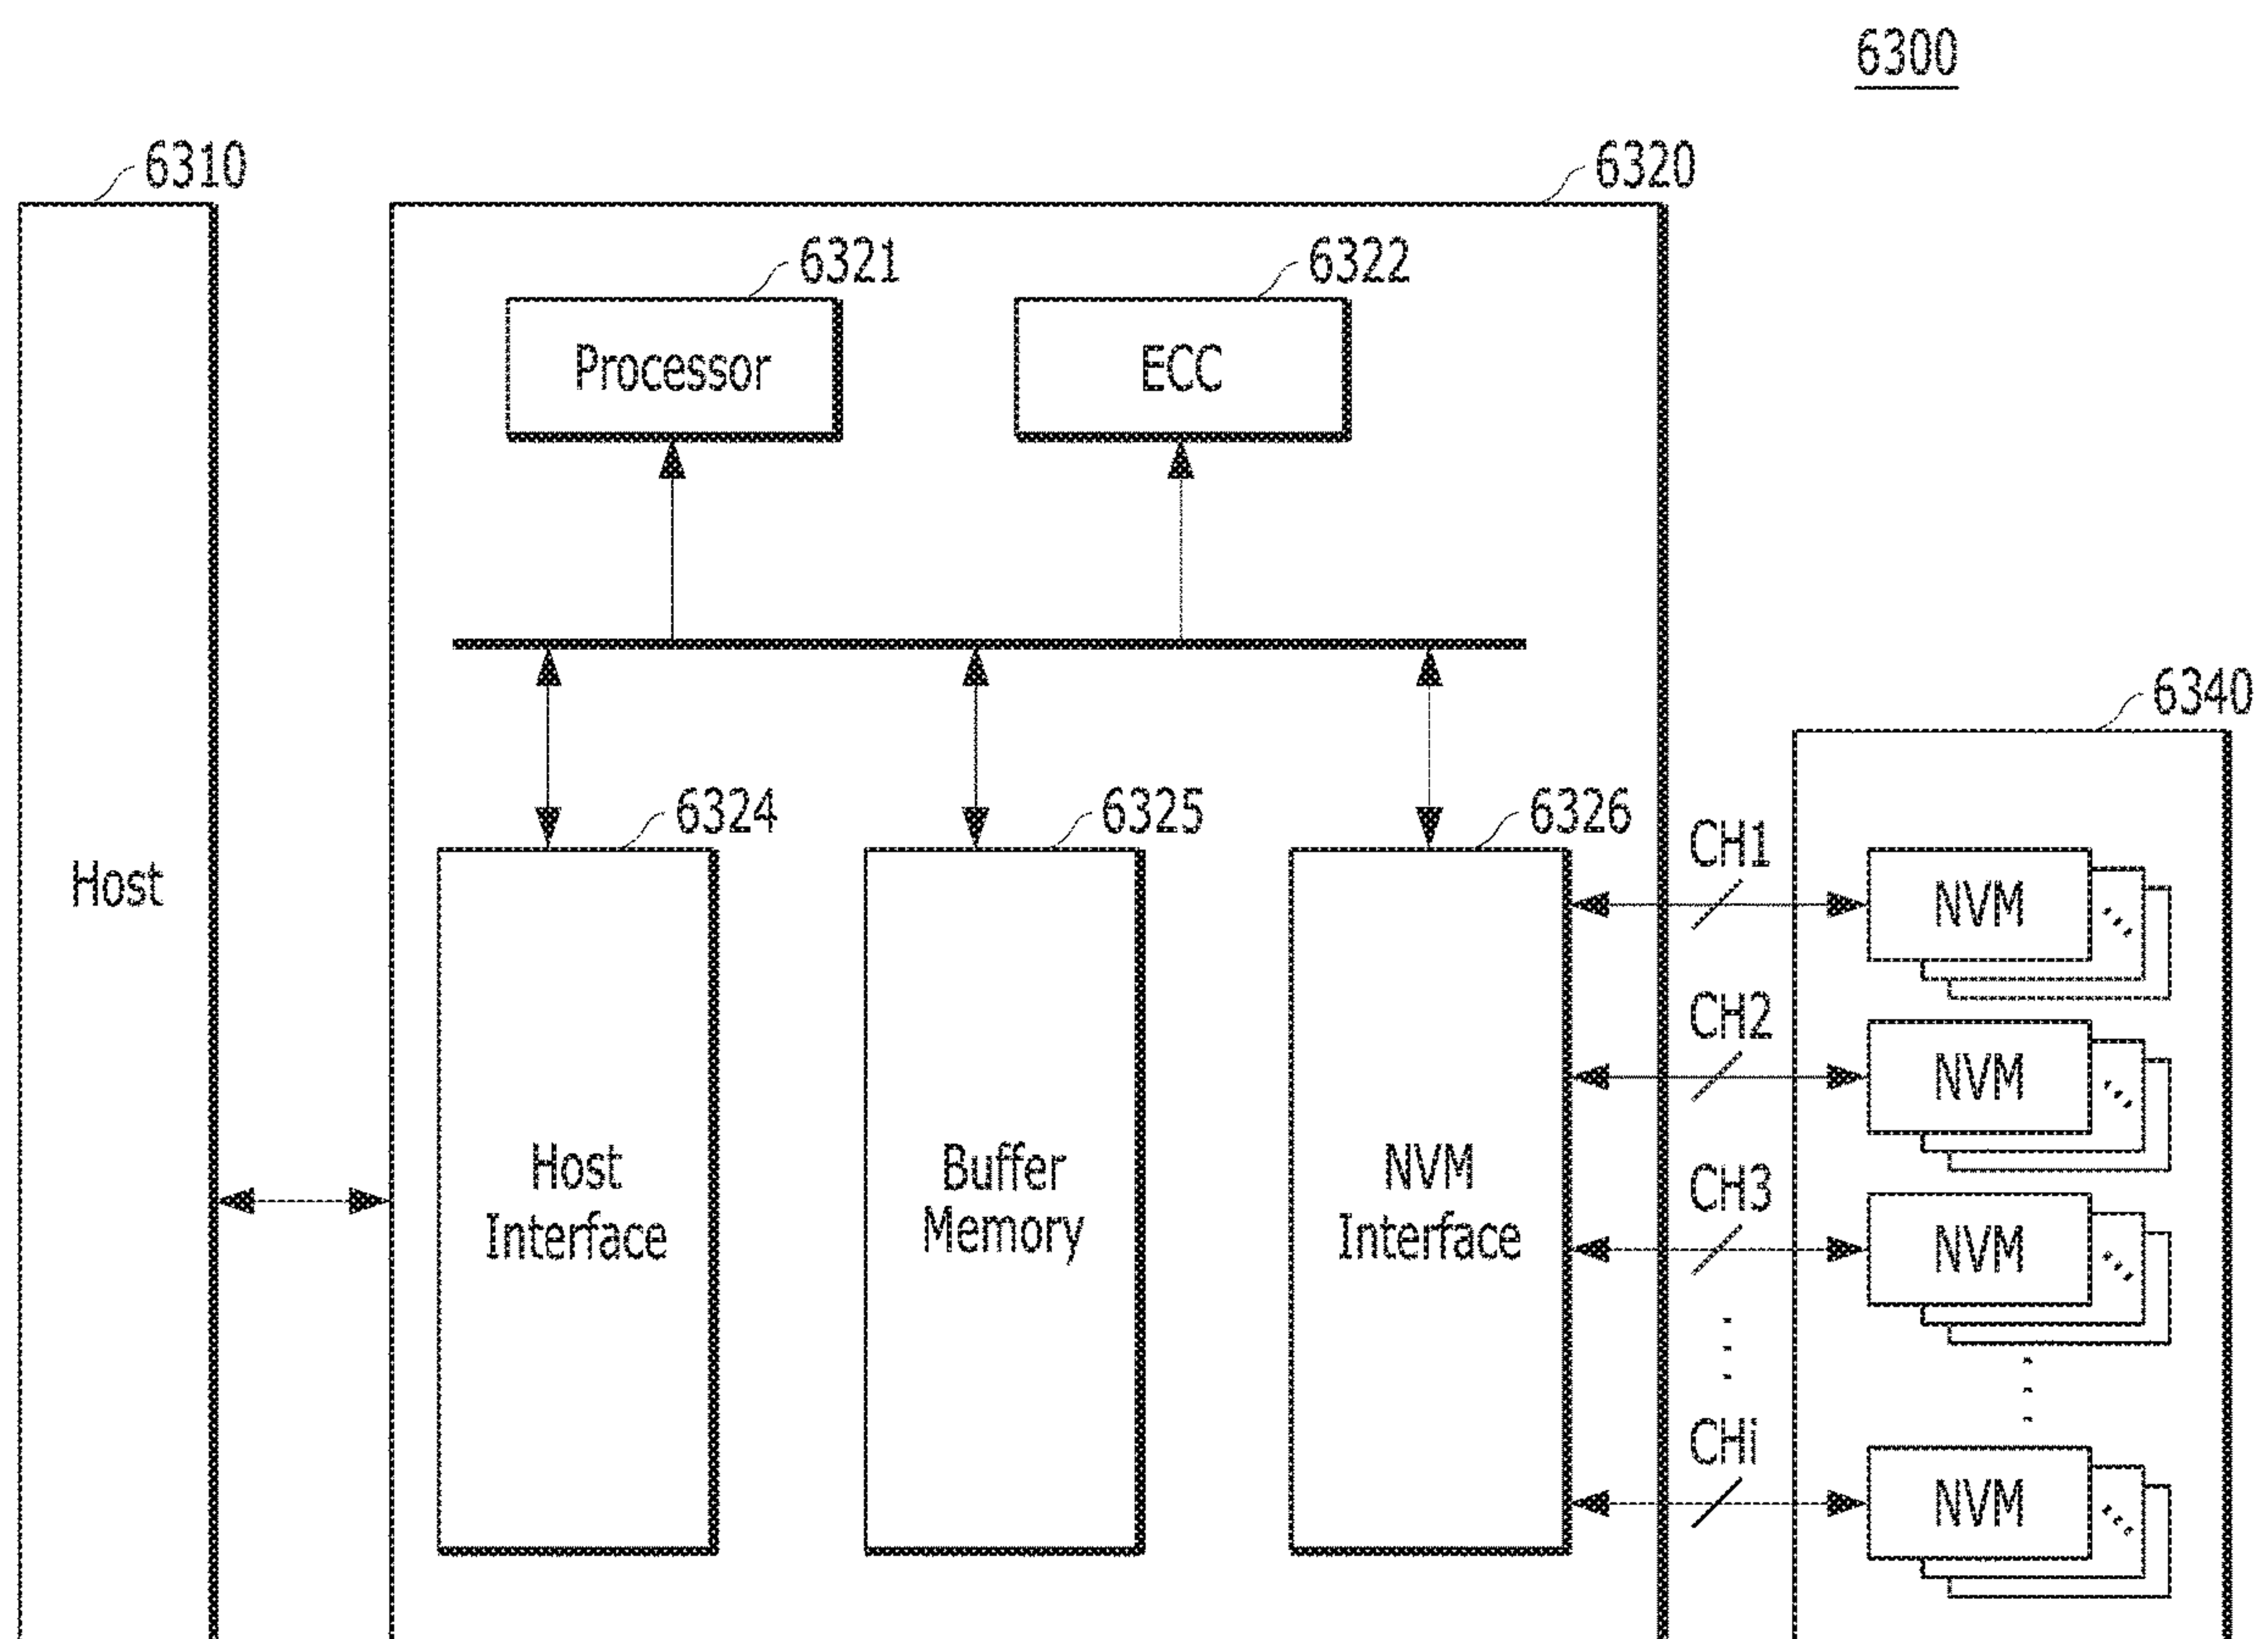 6300
6310
6320
6321
6322
Processor
ECC
6340
6324
6325
6326
CH1
Host
NVM
CH2
NVM
Host
Interface
Buffer
Memory
NVM
Interface
CH3
NVM
CHi
NVM